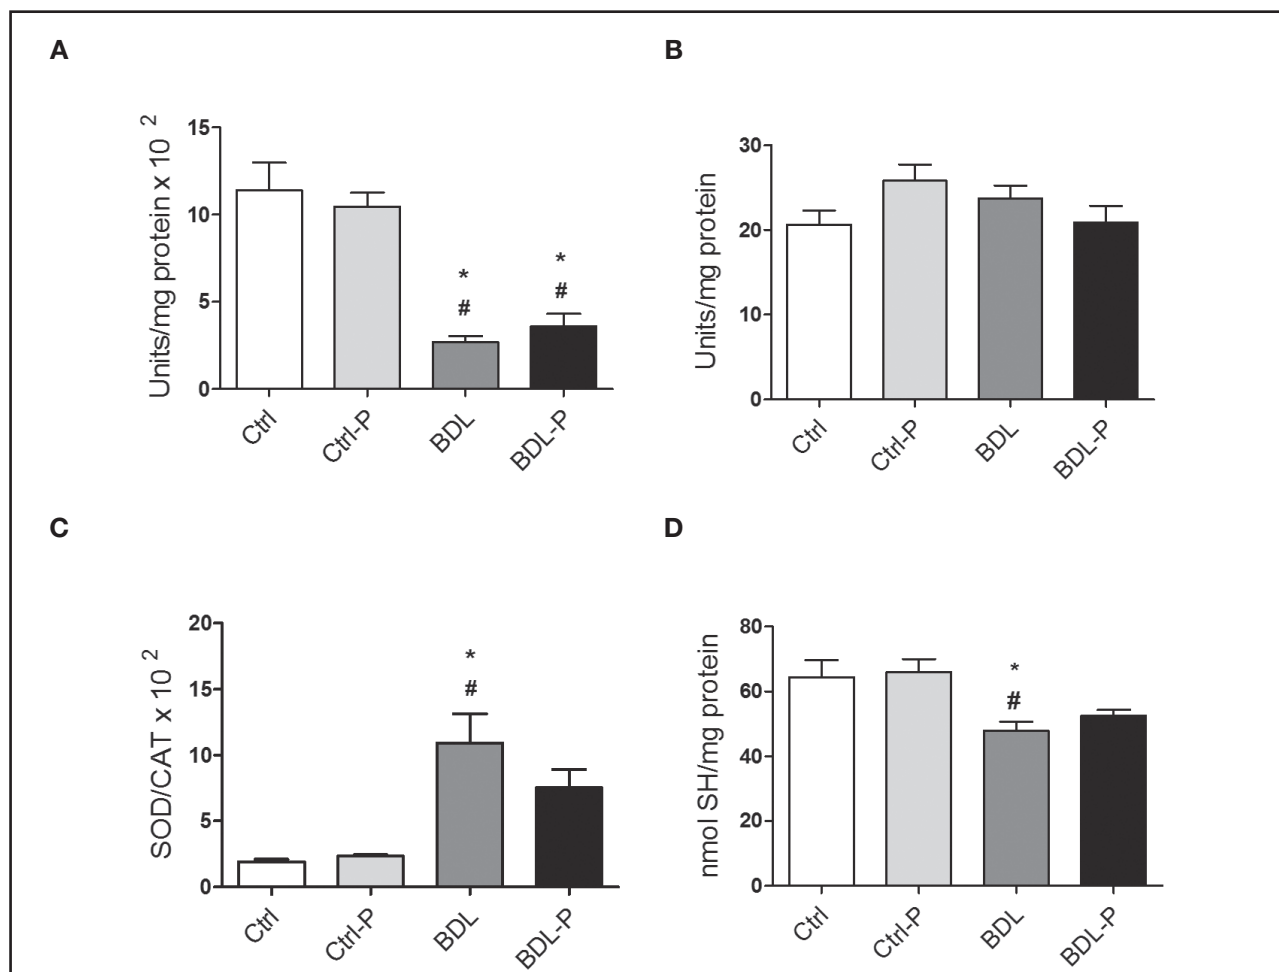 A
Units/mg protein x 10 2
15
10
5
0
*
#
*
#
Ctrl
Ctrl-P
BDL
BDL-P
B
Units/mg protein
30
20
10
0
Ctrl
Ctrl-P
BDL
BDL-P
C
SOD/CAT x 10 2
20
15
10
5
0
*
#
Ctrl
Ctrl-P
BDL
BDL-P
D
nmol SH/mg protein
80
60
40
20
0
*
#
Ctrl
Ctrl-P
BDL
BDL-P